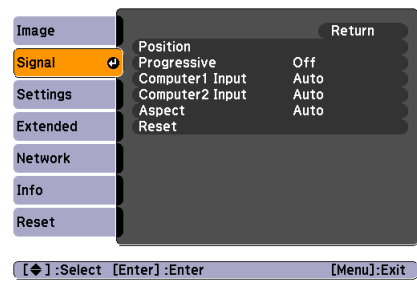 Image
Signal
Settings
Extended
Network
Info
Reset
Return
Position
Progressive Off
Computer1 Input Auto
Computer2 Input Auto
Aspect Auto
Reset
[ ] :Select [Enter] :Enter [Menu]:Exit